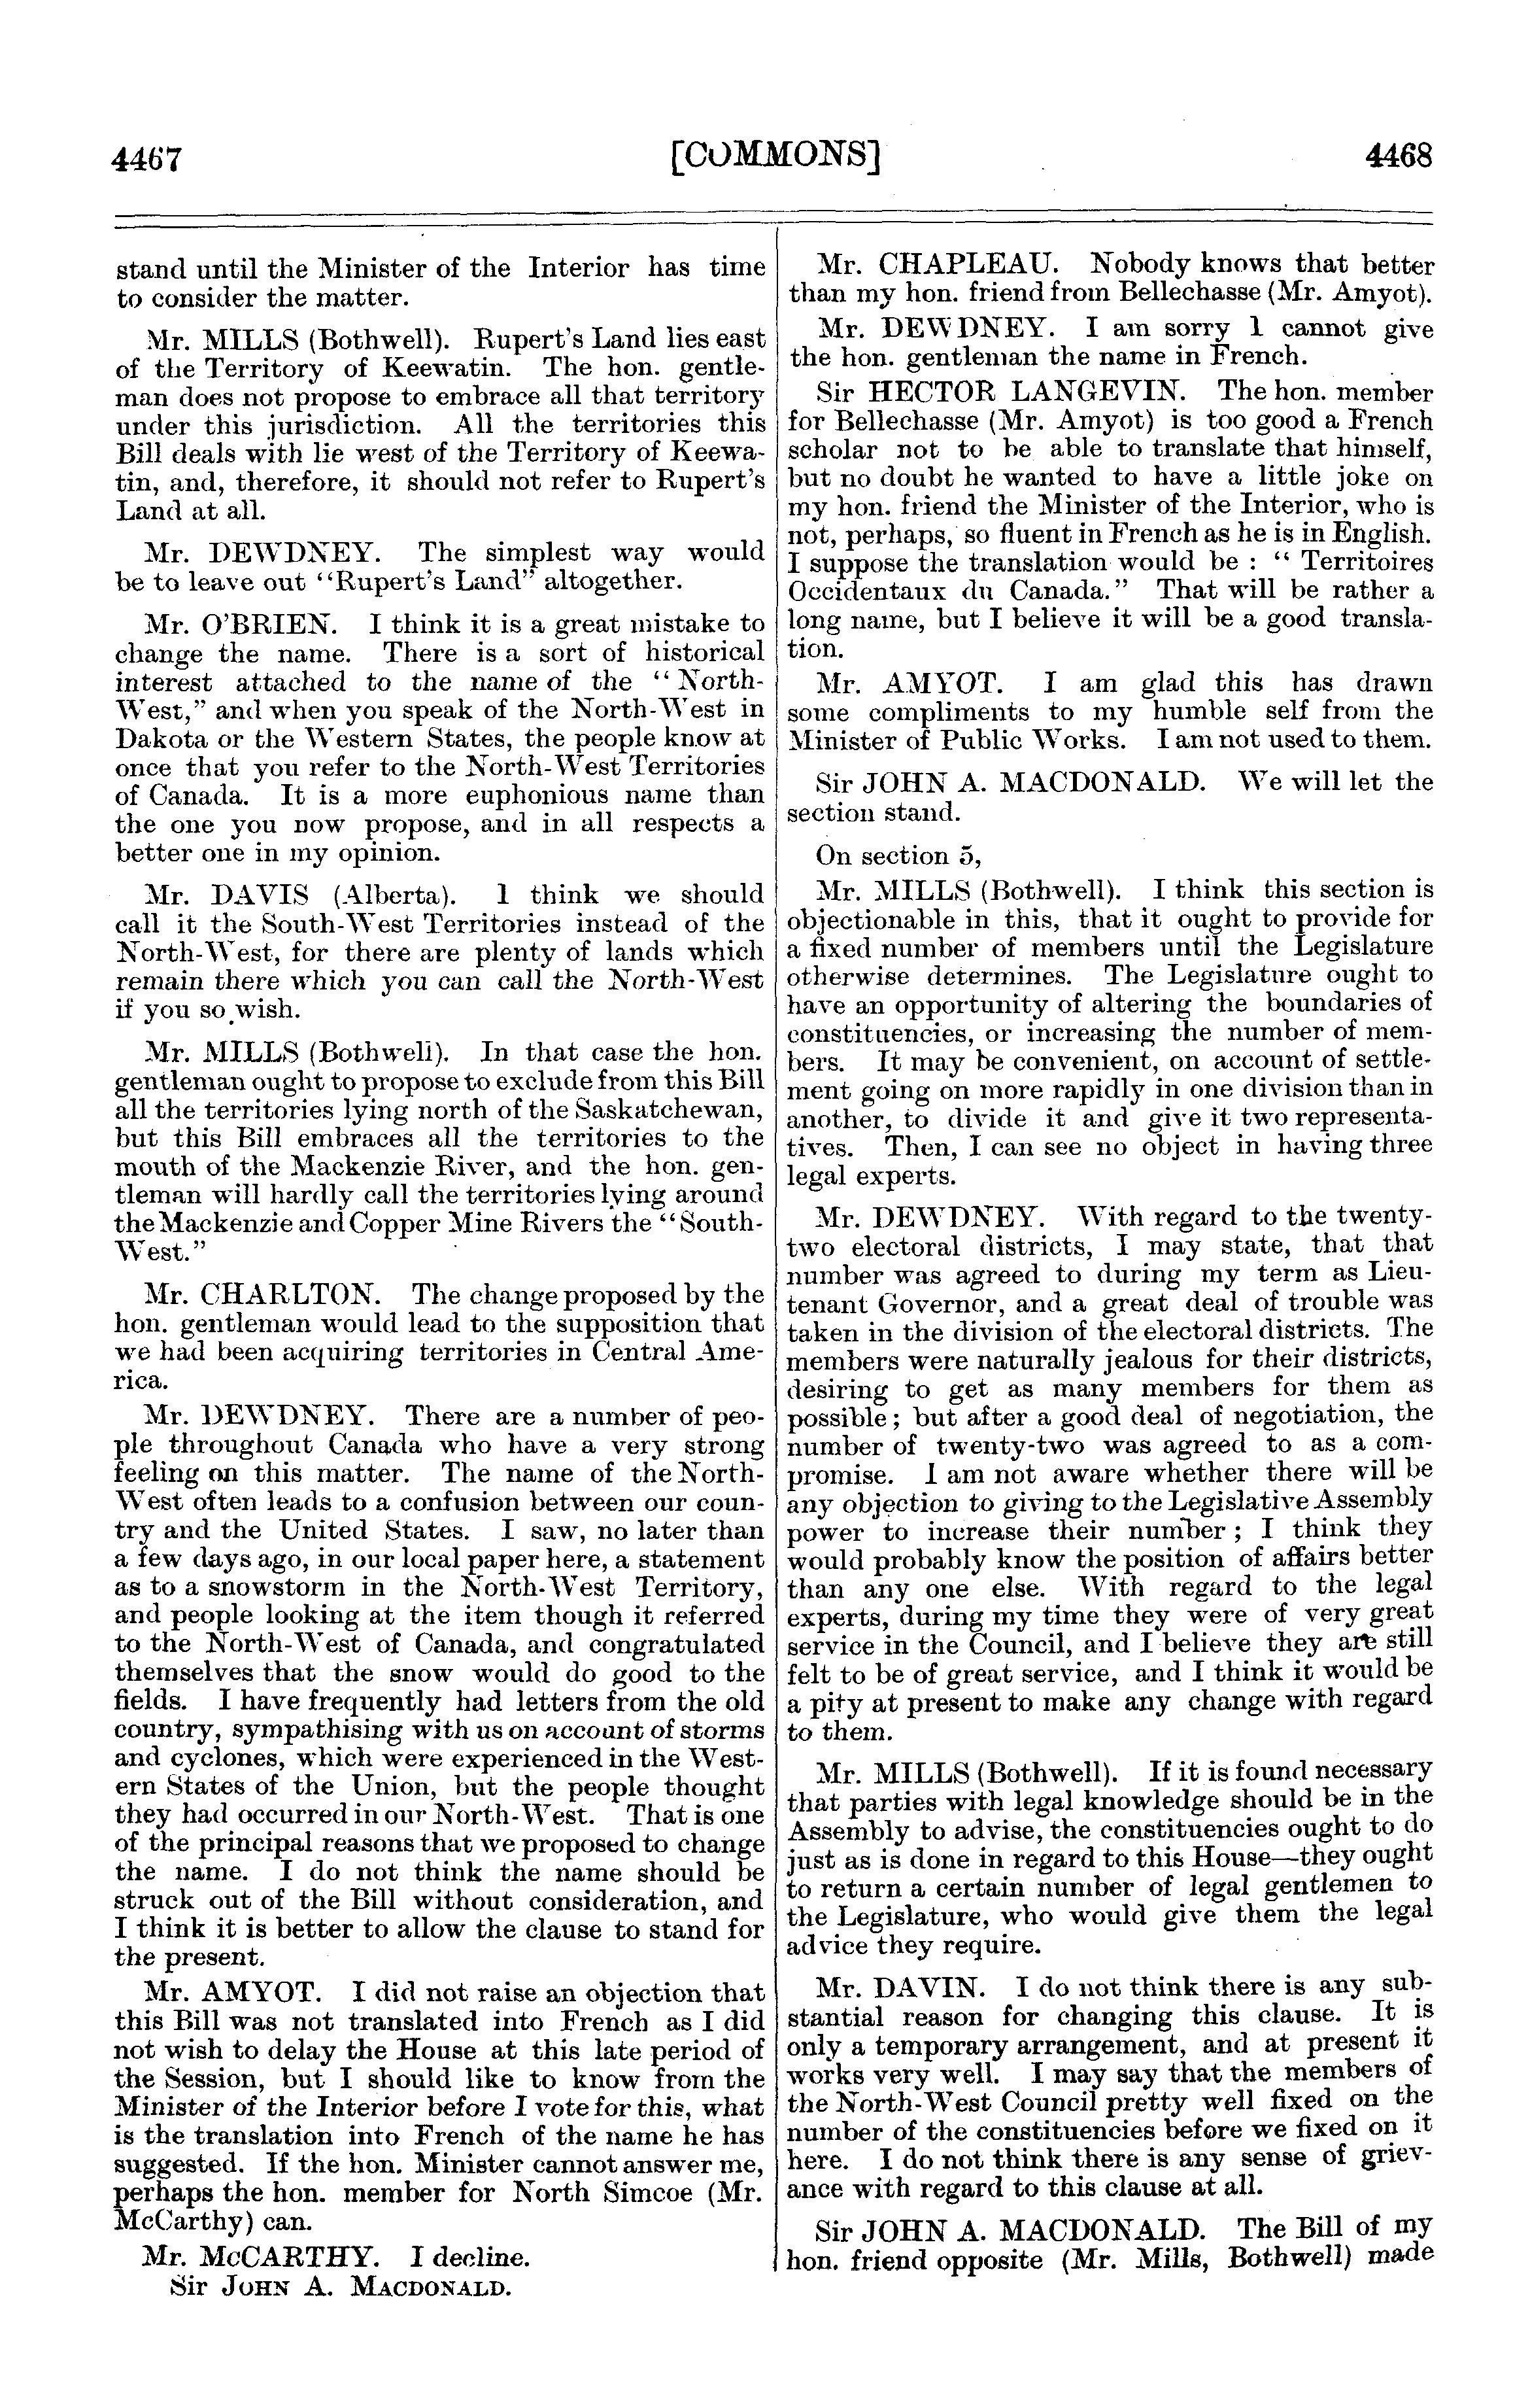 4467
[COMMONS]
4468
stand until the Minister of the Interior has time
to consider the matter.
Mr. MILLS (Bothwell). Rupert's Land lies east
of the Territory of Keewatin. The hon. gentle-
man does not propose to embrace all that territory
under this jurisdiction. All the territories this
Bill deals with lie west of the Territory of Keewa-
tin, and, therefore, it should not refer to Rupert's
Land at all.
Mr. DEWDNEY. The simplest way would
be to leave out "Rupert's Land" altogether.
Mr. O'BRIEN. I think it is a great mistake to
change the name. There is a sort of historical
interest attached to the name of the "North-
West," and when you speak of the North-West in
Dakota or the Western States, the people know at
once that you refer to the North-West Territories
of Canada. It is a more euphonious name than
the one you now propose, and in all respects a
better one in my opinion.
Mr. DAVIS (Alberta). I think we should
call it the South-West Territories instead of the
North-West, for there are plenty of lands which
remain there which you can call the North-West
if you so wish.
Mr. MILLS (Bothwell). In that case the hon.
gentleman ought to propose to exclude from this Bill
all the territories lying north of the Saskatchewan,
but this Bill embraces all the territories to the
mouth of the Mackenzie River, and the hon. gen-
tleman will hardly call the territories lying around
the Mackenzie and Copper Mine Rivers the "South-
West."
Mr. CHARLTON. The change proposed by the
hon. gentleman would lead to the supposition that
we had been acquiring territories in Central Ame-
rica.
Mr. DEWDNEY. There are a number of peo-
ple throughout Canada who have a very strong
feeling on this matter. The name of the North-
West often leads to a confusion between our coun-
try and the United States. I saw, no later than
a few days ago, in our local paper here, a statement
as to a snowstorm in the North-West Territory,
and people looking at the item though it referred
to the North-West of Canada, and congratulated
themselves that the snow would do good to the
fields. I have frequently had letters from the old
country, sympathising with us on account of storms
and cyclones, which were experienced in the West-
ern States of the Union, but the people thought
they had occurred in our North-West. That is one
of the principal reasons that we proposed to change
the name. I do not think the name should be
struck out of the Bill without consideration, and
I think it is better to allow the clause to stand for
the present.
Mr. AMYOT. I did not raise an objection that
this Bill was not translated into French as I did
not wish to delay the House at this late period of
the Session, but I should like to know from the
Minister of the Interior before I vote for this, what
is the translation into French of the name he has
suggested. If the hon. Minister cannot answer me,
perhaps the hon. member for North Simcoe (Mr.
McCarthy) can.
Mr. McCARTHY. I decline.
Sir JOHN A. MACDONALD.
Mr. CHAPLEAU. Nobody knows that better
than my hon. friend from Bellechasse (Mr. Amyot).
Mr. DEWDNEY. I am sorry I cannot give
the hon. gentleman the name in French.
Sir HECTOR LANGEVIN. The hon. member
for Bellechasse (Mr. Amyot) is too good a French
scholar not to be able to translate that himself,
but no doubt he wanted to have a little joke on
my hon. friend the Minister of the Interior, who is
not, perhaps, so fluent in French as he is in English.
I suppose the translation would be : "Territoires
Occidentaux du Canada." That will be rather a
long name, but I believe it will be a good transla-
tion.
Mr. AMYOT. I am glad this has drawn
some compliments to my humble self from the
Minister of Public Works. I am not used to them.
Sir JOHN A. MACDONALD. We will let the
section stand.
On section 5,
Mr. MILLS (Bothwell). I think this section is
objectionable in this, that it ought to provide for
a fixed number of members until the Legislature
otherwise determines. The Legislature ought to
have an opportunity of altering the boundaries of
constituencies, or increasing the number of mem-
bers. It may be convenient, on account of settle-
ment going on more rapidly in one division than in
another, to divide it and give it two representa-
tives. Then, I can see no object in having three
legal experts.
Mr. DEWDNEY. With regard to the twenty-
two electoral districts, I may state, that that
number was agreed to during my term as Lieu-
tenant Governor, and a great deal of trouble was
taken in the division of the electoral districts. The
members were naturally jealous for their districts,
desiring to get as many members for them as
possible ; but after a good deal of negotiation, the
number of twenty-two was agreed to as a com-
promise. I am not aware whether there will be
any objection to giving to the Legislative Assembly
power to increase their number ; I think they
would probably know the position of affairs better
than any one else. With regard to the legal
experts, during my time they were of very great
service in the Council, and I believe they are still
felt to be of great service, and I think it would be
a pity at present to make any change with regard
to them.
Mr. MILLS (Bothwell). If it is found necessary
that parties with legal knowledge should be in the
Assembly to advise, the constituencies ought to do
just as is done in regard to this House—they ought
to return a certain number of legal gentlemen to
the Legislature, who would give them the legal
advice they require.
Mr. DAVIN. I do not think there is any sub-
stantial reason for changing this clause. It is
only a temporary arrangement, and at present it
works very well. I may say that the members of
the North-West Council pretty well fixed on the
number of the constituencies before we fixed on it
here. I do not think there is any sense of griev-
ance with regard to this clause at all.
Sir JOHN A. MACDONALD. The Bill of my
hon. friend opposite (Mr. Mills, Bothwell) made